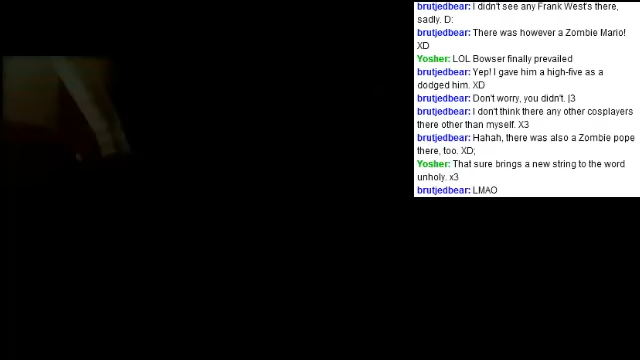 brutjedbear: I didn't see any Frank West's there,
sadly. D:
brutjedbear: There was however a Zombie Mario!
XD
Yosher: LOL Bowser finally prevailed
brutjedbear: Yep! I gave him a high-five as a
dodged him. XD
brutjedbear: Don't worry, you didn't. |3
brutjedbear: I don't think there any other cosplayers
there other than myself. X3
brutjedbear: Hahah, there was also a Zombie pope
there, too. XD;
Yosher: That sure brings a new string to the word
unholy. x3
brutjedbear: LMAO